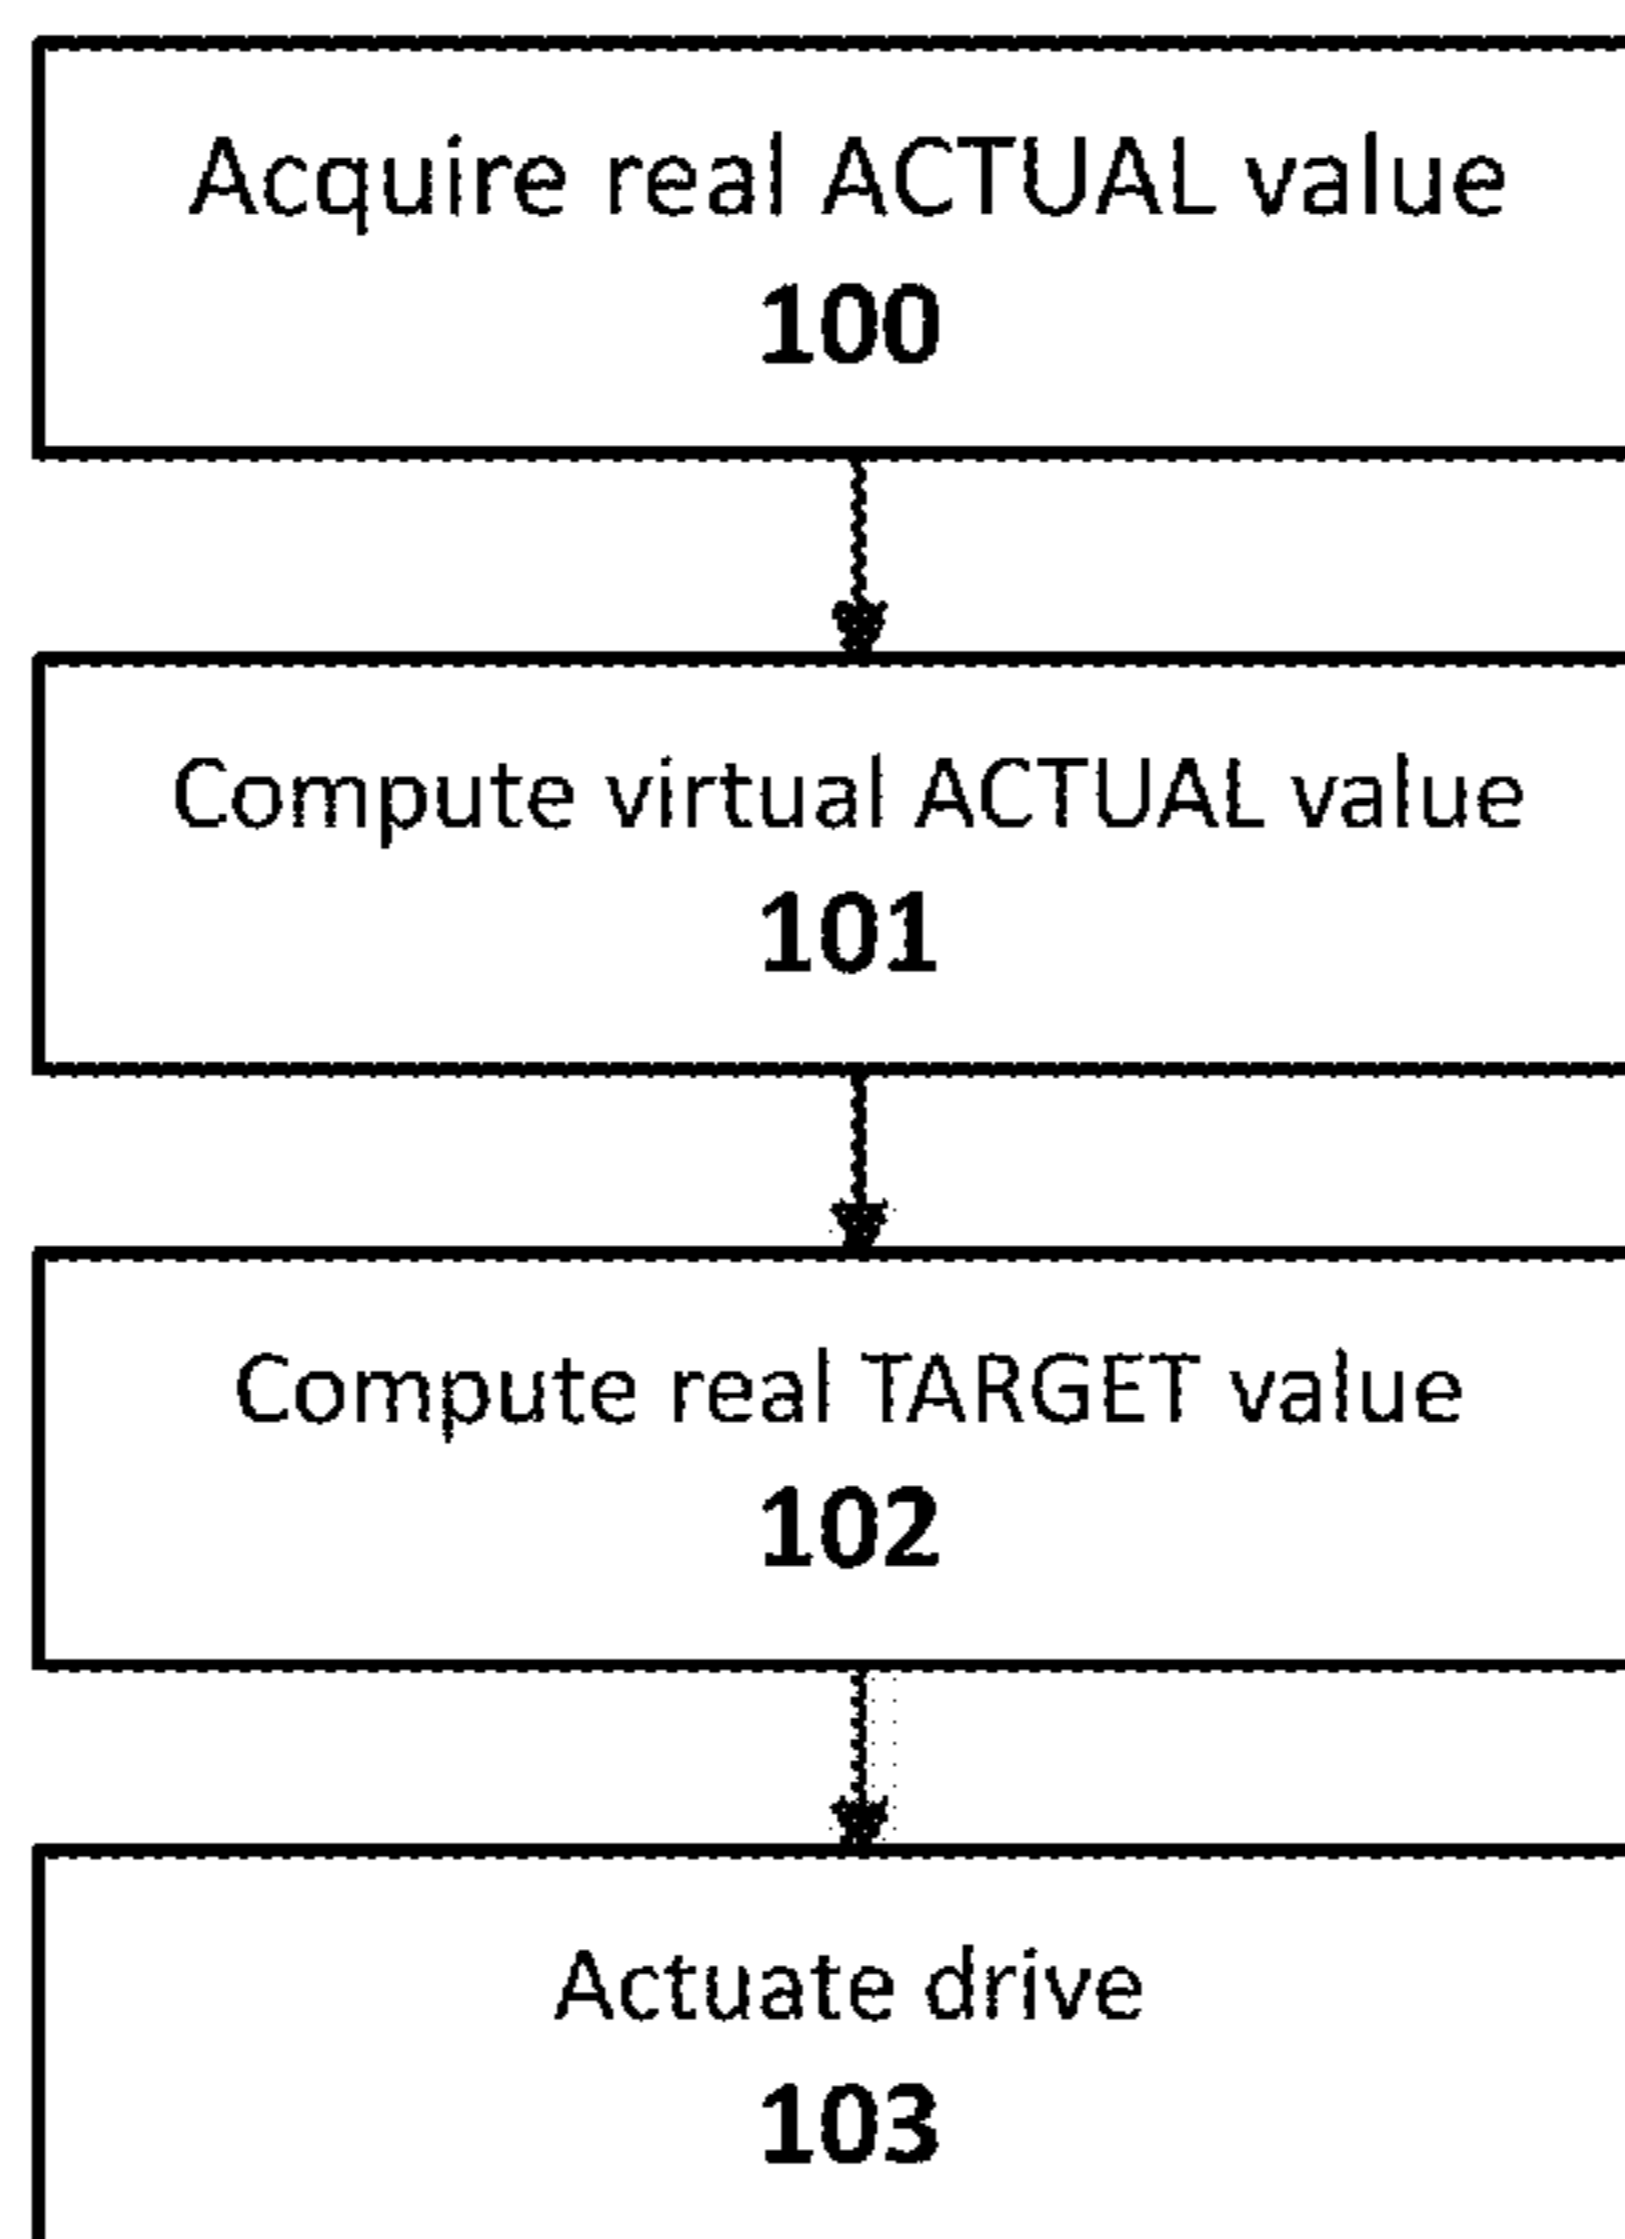 Acquire real ACTUAL value
100
Compute virtual ACTUAL value
101
Compute real TARGET value
102
Actuate drive
103